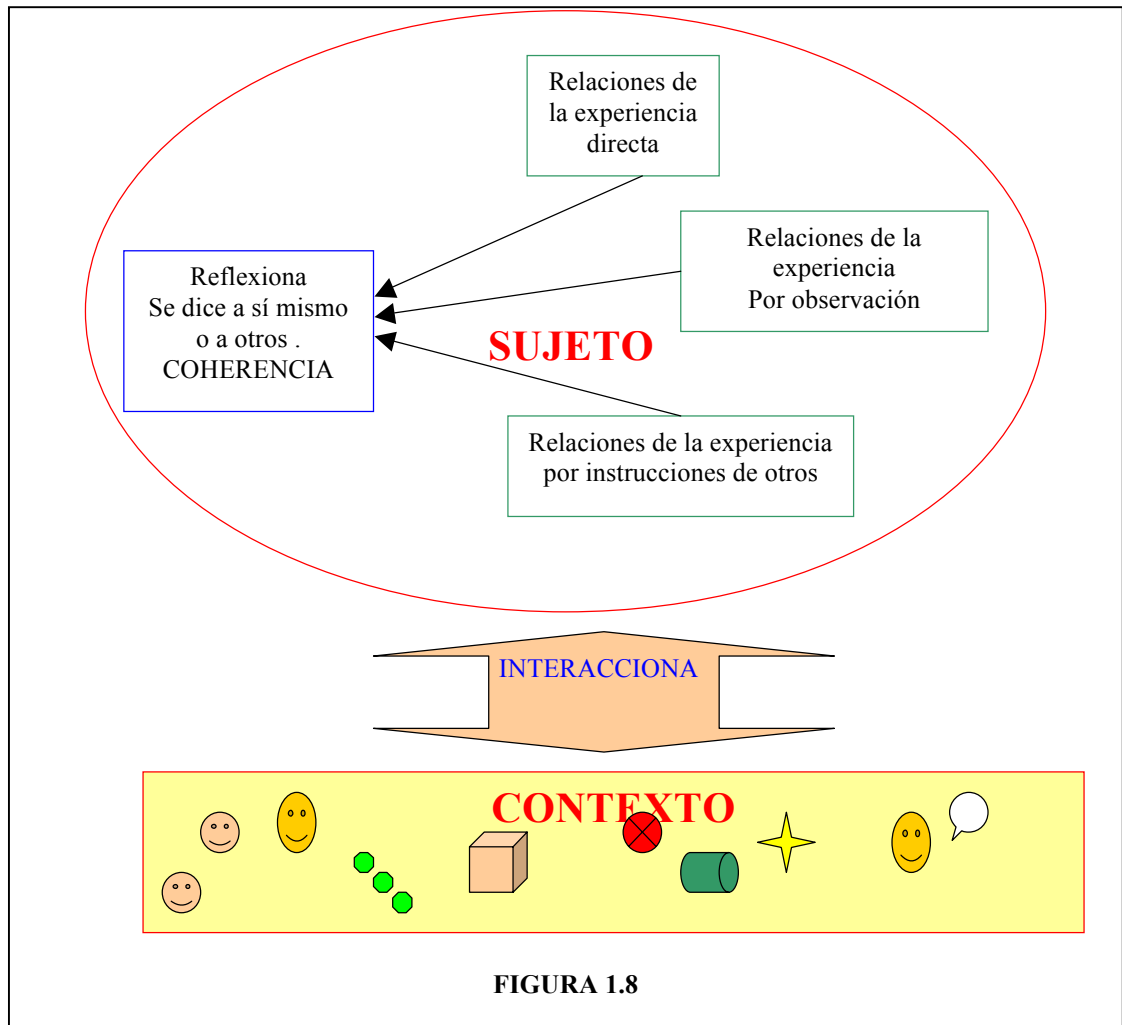 Relaciones de
la experiencia
directa
Relaciones de la
experiencia
Por observación
Reflexiona
Se dice a sí mismo
o a otros .
COHERENCIA
SUJETO
Relaciones de la experiencia
por instrucciones de otros
INTERACCIONA
CONTEXTO
FIGURA 1.8